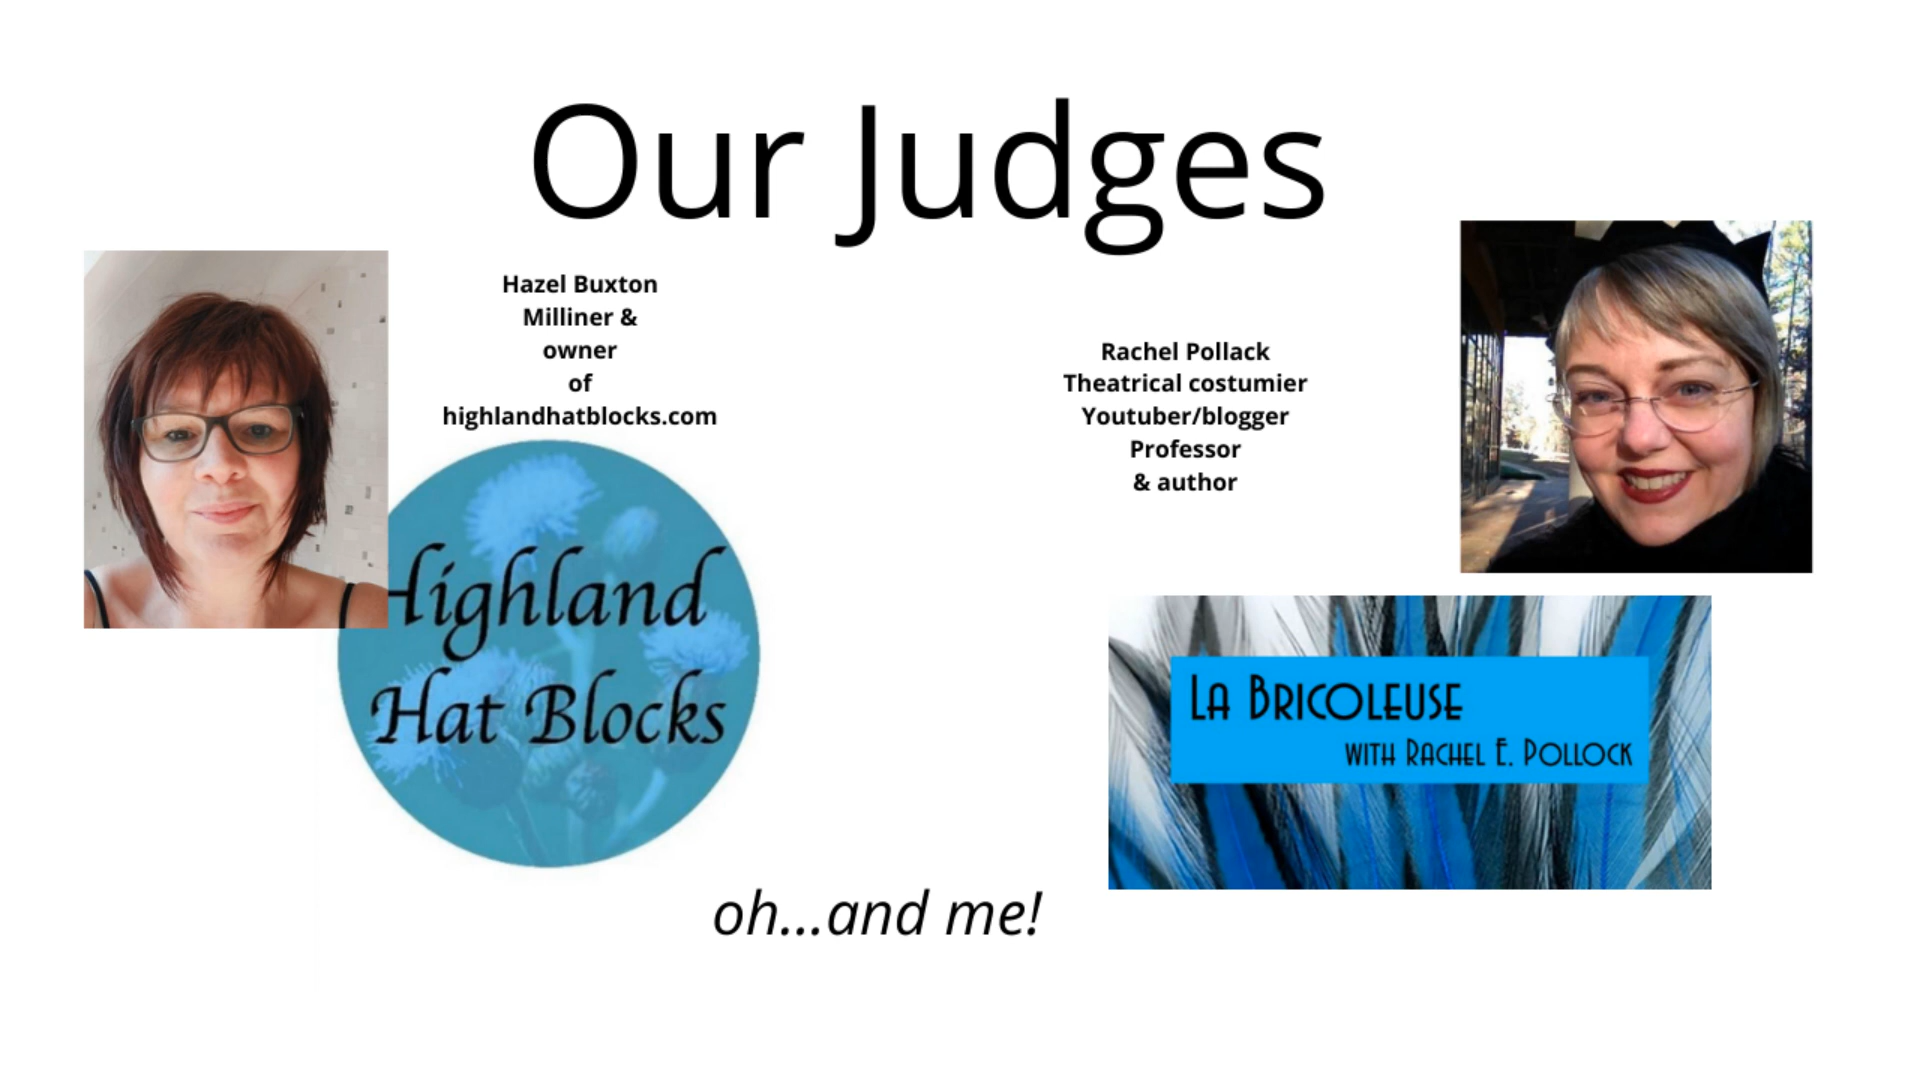 Our Judges
Hazel Buxton
Milliner &
owner
of
highlandhatblocks.com
Highland
Hat Blocks
Rachel Pollack
Theatrical costumier
Youtuber/blogger
Professor
& author
La Bricoleuse
with Rachel E. Pollock
oh...and me!